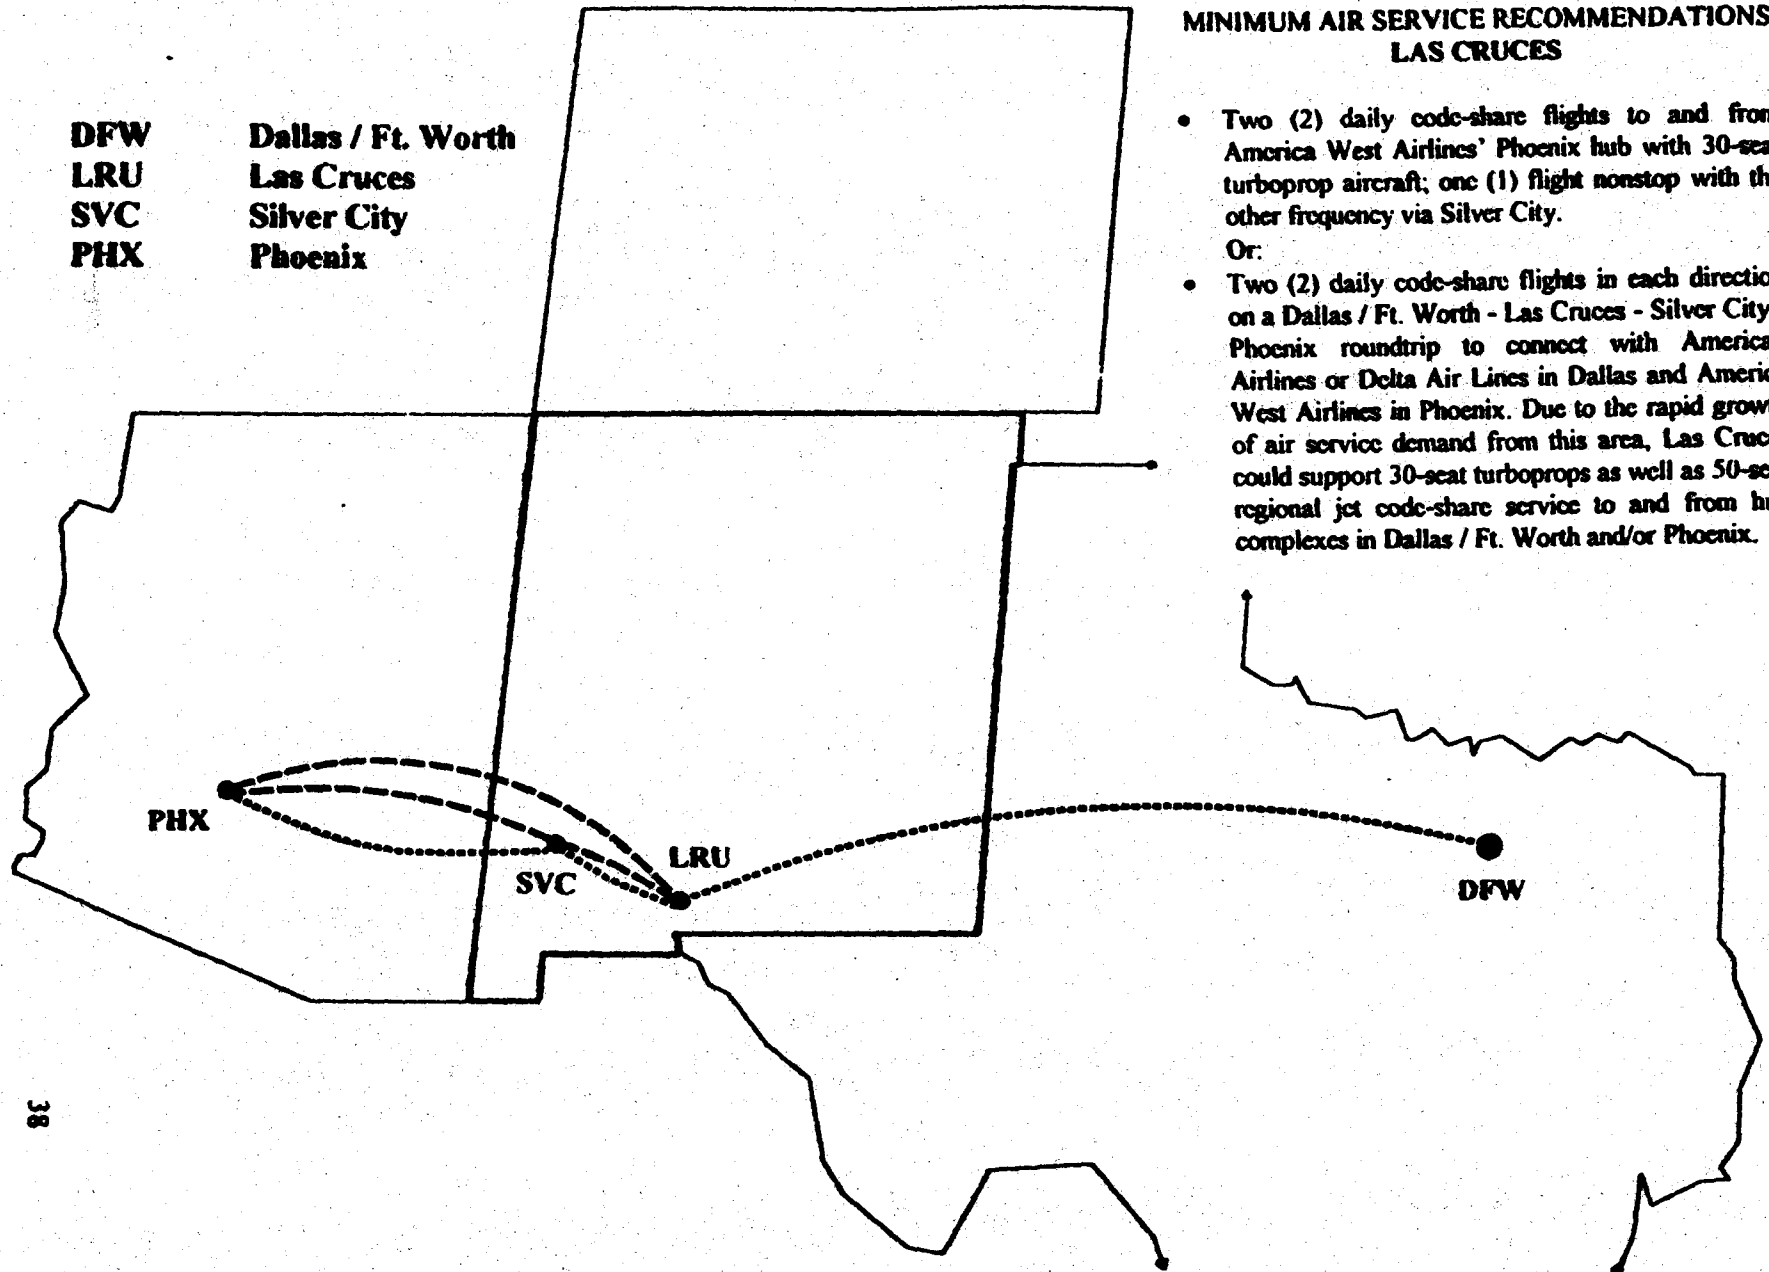 MINIMUM AIR SERVICE RECOMMENDATIONS
LAS CRUCES
DFW Dallas / Ft. Worth
LRU Las Cruces
SVC Silver City
PHX Phoenix
• Two (2) daily code-share flights to and from
America West Airlines' Phoenix hub with 30-sea
turboprop aircraft; one (1) flight nonstop with th
other frequency via Silver City.
Or:
• Two (2) daily code-share flights in each directio
on a Dallas / Ft. Worth - Las Cruces - Silver City
Phoenix roundtrip to connect with America
Airlines or Delta Air Lines in Dallas and Americ
West Airlines in Phoenix. Due to the rapid grow
of air service demand from this area, Las Cruc
could support 30-seat turboprops as well as 50-se
regional jet code-share service to and from hu
complexes in Dallas / Ft. Worth and/or Phoenix.
PHX
SVC
LRU
DFW
38